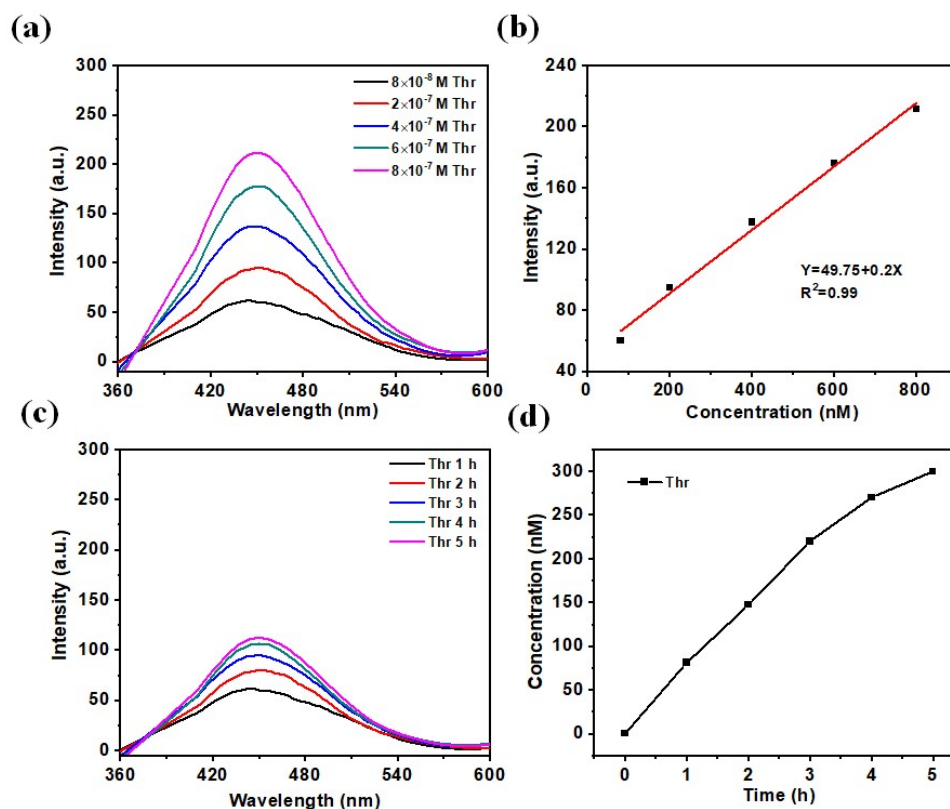 (a)
300
250
200
150
100
50
0
Intensity (a.u.)
8×10⁻⁸ M Thr
2×10⁻⁷ M Thr
4×10⁻⁷ M Thr
6×10⁻⁷ M Thr
8×10⁻⁷ M Thr
360 420 480 540 600
Wavelength (nm)
(b)
240
200
160
120
80
40
Intensity (a.u.)
Y=49.75+0.2X
R²=0.99
0 200 400 600 800
Concentration (nM)
(c)
300
250
200
150
100
50
0
Intensity (a.u.)
Thr 1 h
Thr 2 h
Thr 3 h
Thr 4 h
Thr 5 h
360 420 480 540 600
Wavelength (nm)
(d)
300
250
200
150
100
50
0
Concentration (nM)
Thr
0 1 2 3 4 5
Time (h)